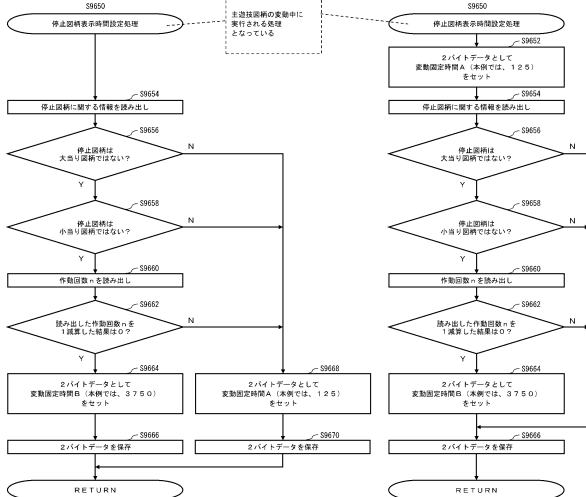 S9650
停止図柄表示時間設定処理
S9654
停止図柄に関する情報を読み出し
S9656
停止図柄は
大当り図柄ではない?
N
Y
S9658
停止図柄は
小当り図柄ではない?
N
Y
S9660
作動回数nを読み出し
S9662
読み出した作動回数nを
1減算した結果は0?
N
Y
S9664
2バイトデータとして
変動固定時間B(本例では、3750)
をセット
S9666
2バイトデータを保存
S9668
2バイトデータとして
変動固定時間A(本例では、125)
をセット
S9670
2バイトデータを保存
RETURN
主遊技図柄の変動中に
実行される処理
となっている
S9650
停止図柄表示時間設定処理
S9652
2バイトデータとして
変動固定時間A(本例では、125)
をセット
S9654
停止図柄に関する情報を読み出し
S9656
停止図柄は
大当り図柄ではない?
N
Y
S9658
停止図柄は
小当り図柄ではない?
N
Y
S9660
作動回数nを読み出し
S9662
読み出した作動回数nを
1減算した結果は0?
N
Y
S9664
2バイトデータとして
変動固定時間B(本例では、3750)
をセット
S9666
2バイトデータを保存
RETURN